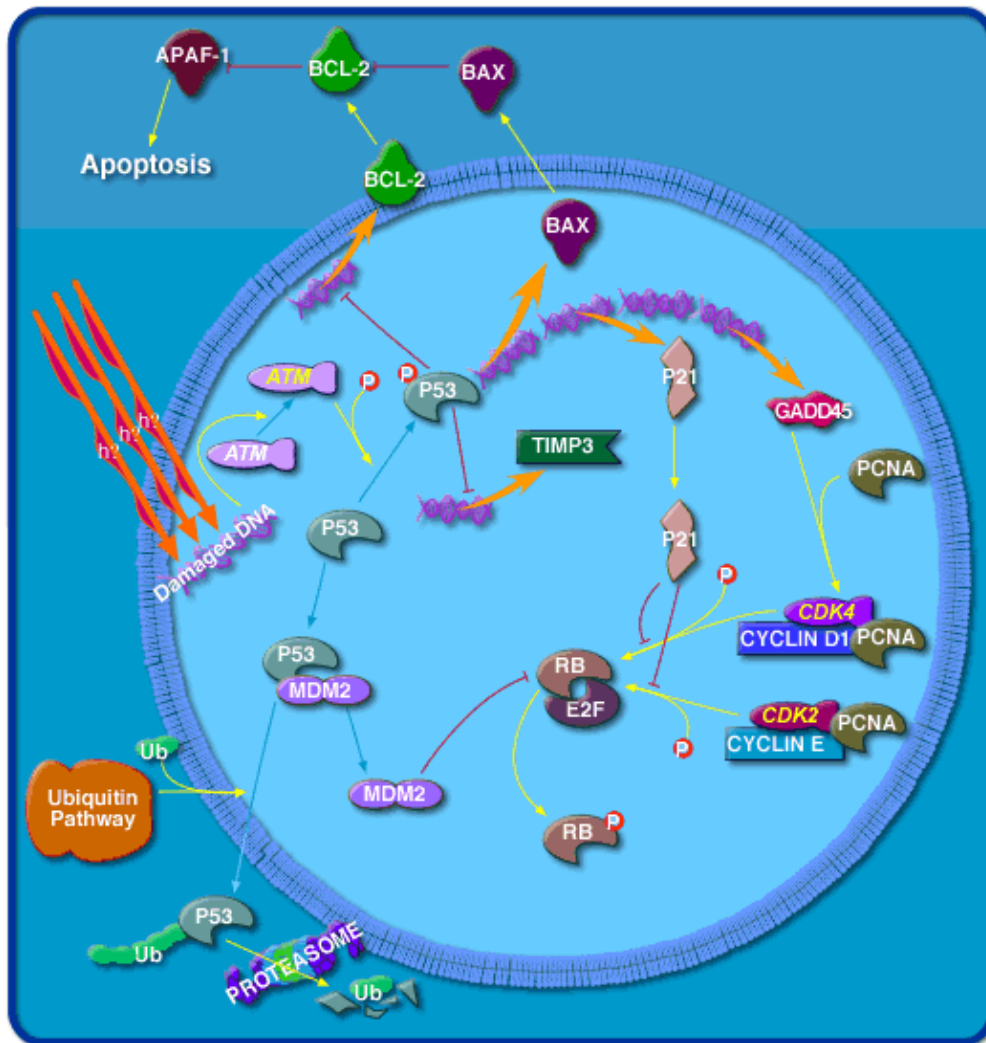 APAF-1
BCL-2
BAX
Apoptosis
BCL-2
BAX
h?
h?
h?
ATM
P
P
P53
P21
GADD45
ATM
TIMP3
PCNA
Damaged DNA
P53
P21
P
CDK4
CYCLIN D1
PCNA
P53
MDM2
RB
E2F
CDK2
PCNA
CYCLIN E
P
Ub
Ubiquitin
Pathway
MDM2
RB
P
P53
Ub
PROTEASOME
Ub